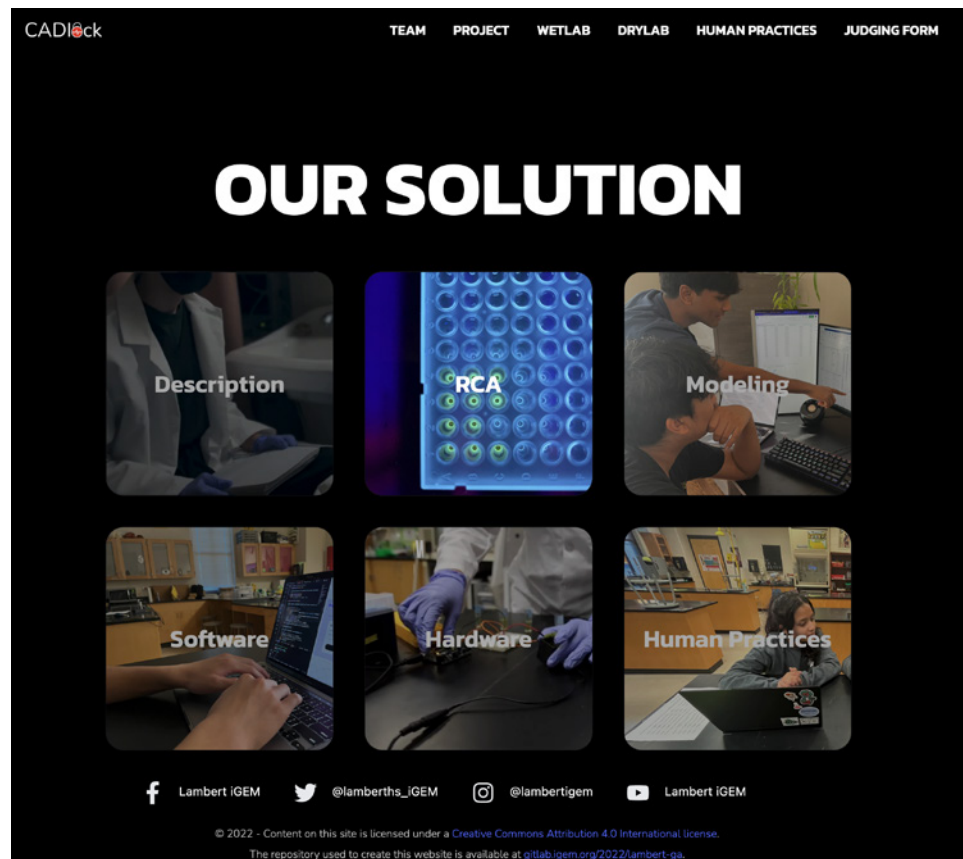 CADlock
TEAM PROJECT WETLAB DRYLAB HUMAN PRACTICES JUDGING FORM
OUR SOLUTION
Description RCA Modeling
Software Hardware Human Practices
Lambert iGEM @lamberths_iGEM @lambertigem Lambert iGEM
© 2022 - Content on this site is licensed under a Creative Commons Attribution 4.0 International license.
The repository used to create this website is available at gitlab.igem.org/2022/lambert-ga.